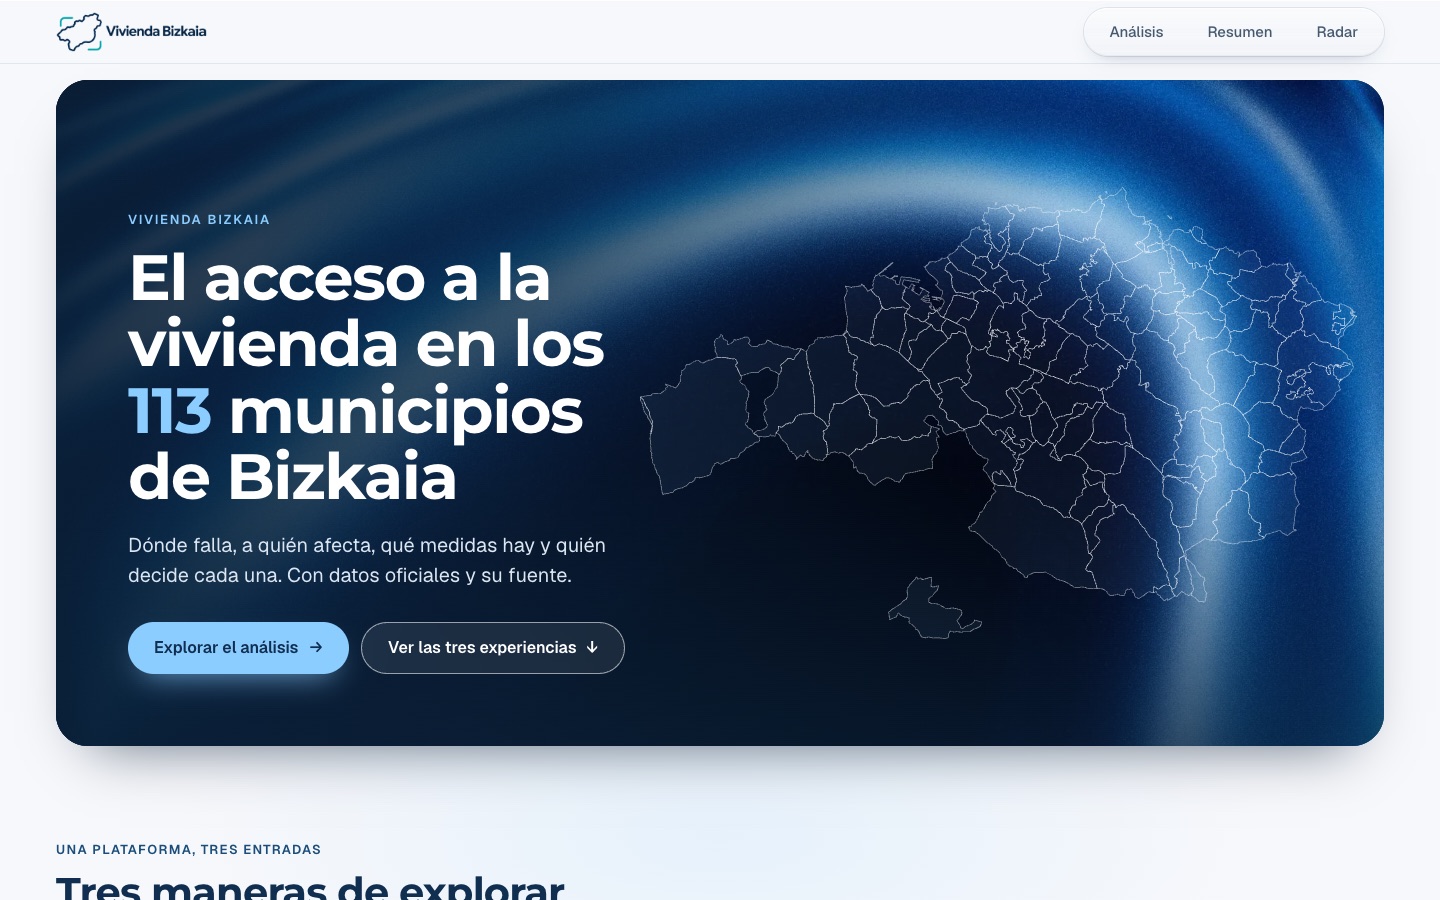 Vivienda Bizkaia
Análisis
Resumen
Radar
VIVIENDA BIZKAIA
El acceso a la
vivienda en los
113 municipios
de Bizkaia
Dónde falla, a quién afecta, qué medidas hay y quién
decide cada una. Con datos oficiales y su fuente.
Explorar el análisis →
Ver las tres experiencias ↓
UNA PLATAFORMA, TRES ENTRADAS
Tres maneras de explorar